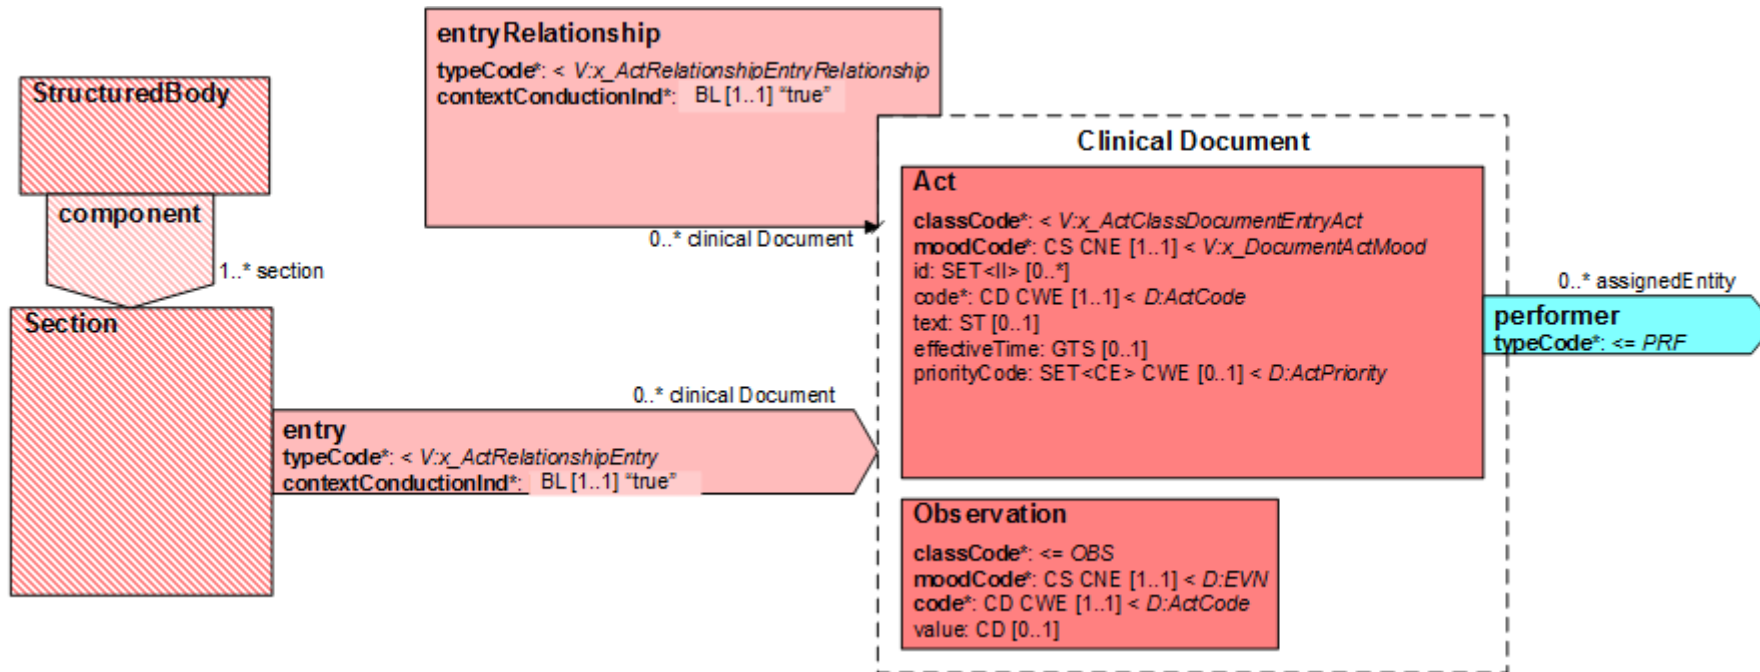 entryRelationship
typeCode*: < V:x_ActRelationshipEntryRelationship
contextConductionInd*: BL [1..1] “true”
StructuredBody
component
1..* section
0..* clinical Document
Section
0..* clinical Document
entry
typeCode*: < V:x_ActRelationshipEntry
contextConductionInd*: BL [1..1] “true”
Clinical Document
Act
classCode*: < V:x_ActClassDocumentEntryAct
moodCode*: CS CNE [1..1] < V:x_DocumentActMood
id: SET<II> [0..*]
code*: CD CWE [1..1] < D:ActCode
text: ST [0..1]
effectiveTime: GTS [0..1]
priorityCode: SET<CE> CWE [0..1] < D:ActPriority
0..* assignedEntity
performer
typeCode*: <= PRF
Observation
classCode*: <= OBS
moodCode*: CS CNE [1..1] < D:EVN
code*: CD CWE [1..1] < D:ActCode
value: CD [0..1]